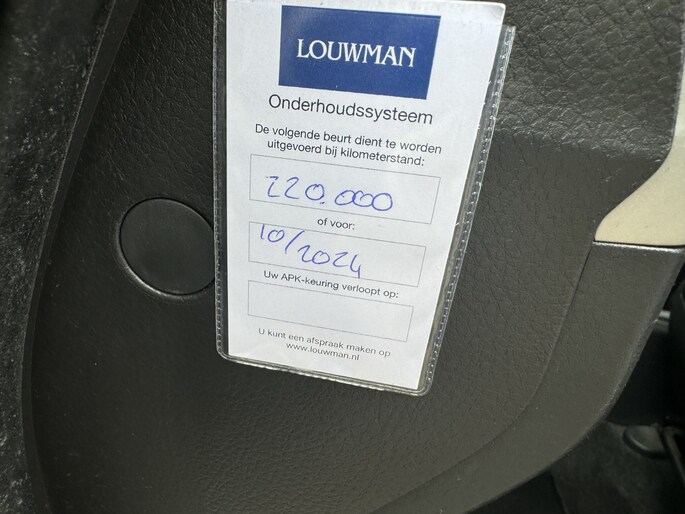 LOUWMAN
Onderhoudssysteem
De volgende beurt dient te worden
uitgevoerd bij kilometerstand:
220.000
of voor:
10/2024
Uw APK-keuring verloopt op:
U kunt een afspraak maken op
www.louwman.nl